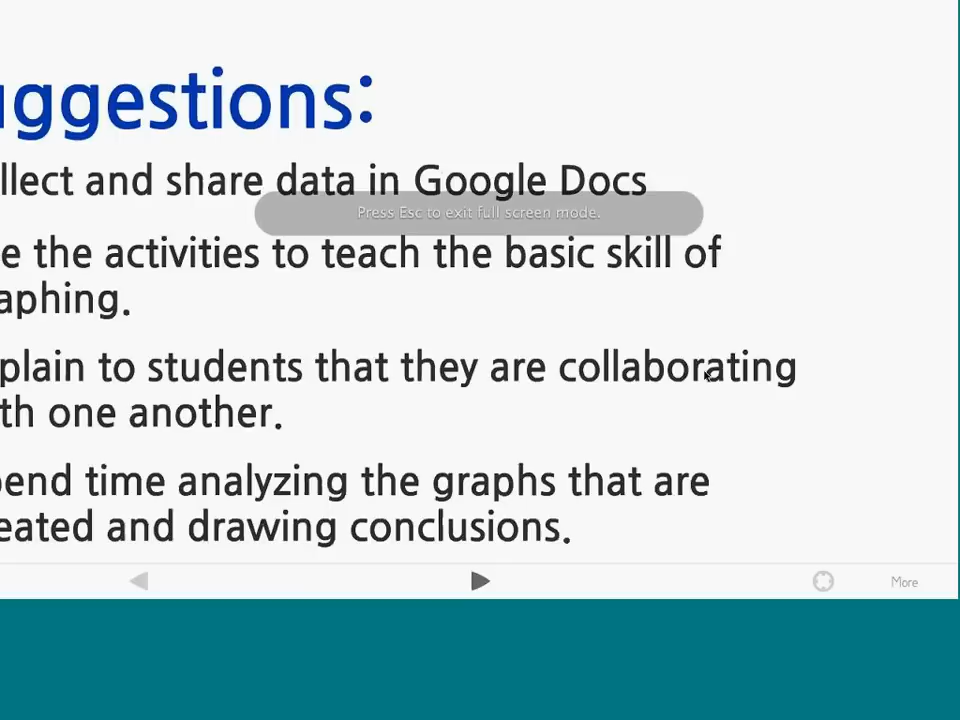 uggestions:
llect and share data in Google Docs
Press Esc to exit full screen mode.
e the activities to teach the basic skill of
aphing.
plain to students that they are collaborating
th one another.
end time analyzing the graphs that are
eated and drawing conclusions.
More